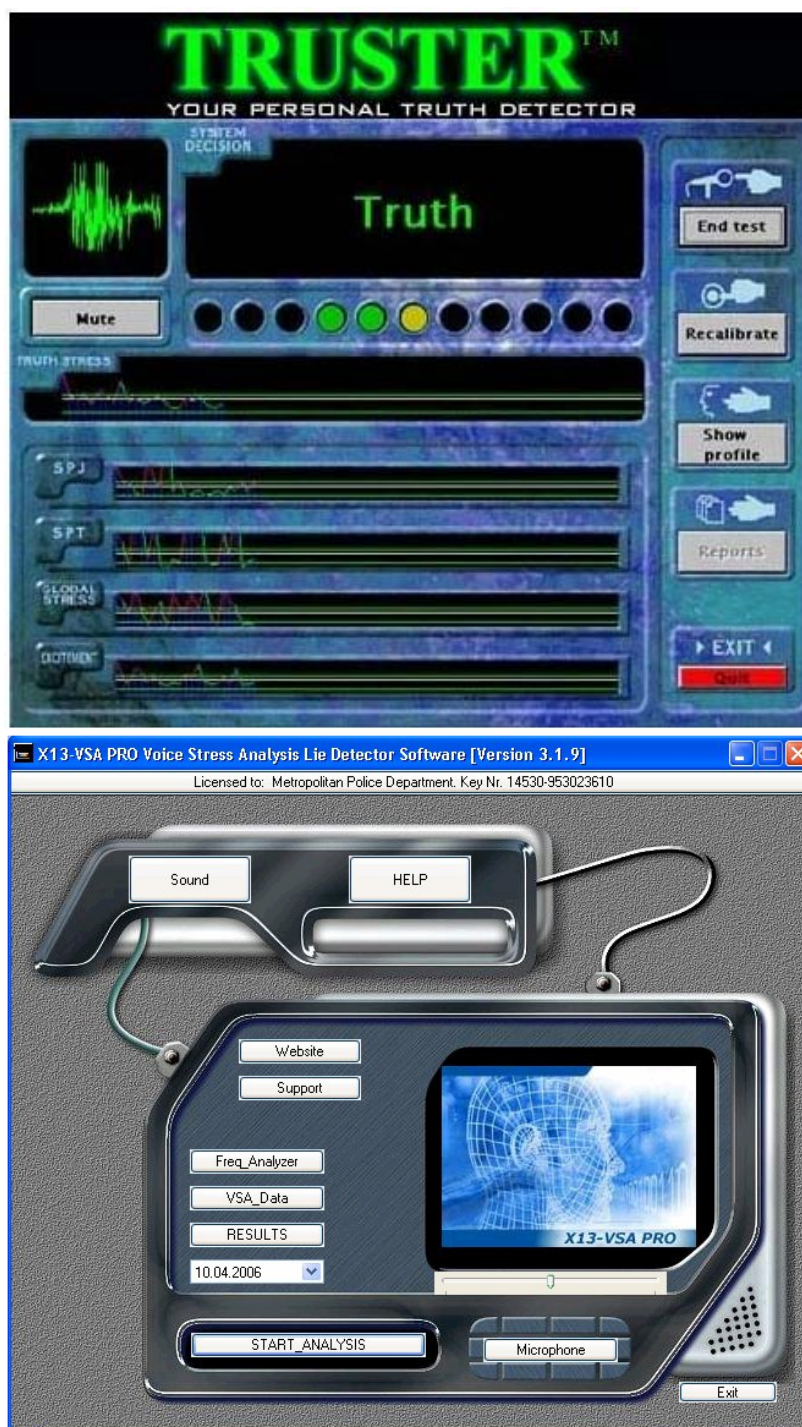 TRUSTER™
YOUR PERSONAL TRUTH DETECTOR
SYSTEM
DECISION
Truth
End test
Mute
Recalibrate
TRUTH STRESS
Show
profile
SPJ
SPT
Reports
GLOBAL
STRESS
EXIT
EXCITEMENT
Quit
X13-VSA PRO Voice Stress Analysis Lie Detector Software [Version 3.1.9]
Licensed to: Metropolitan Police Department. Key Nr. 14530-953023610
Sound
HELP
Website
Support
Freq_Analyzer
VSA_Data
RESULTS
X13-VSA PRO
10.04.2006
START_ANALYSIS
Microphone
Exit